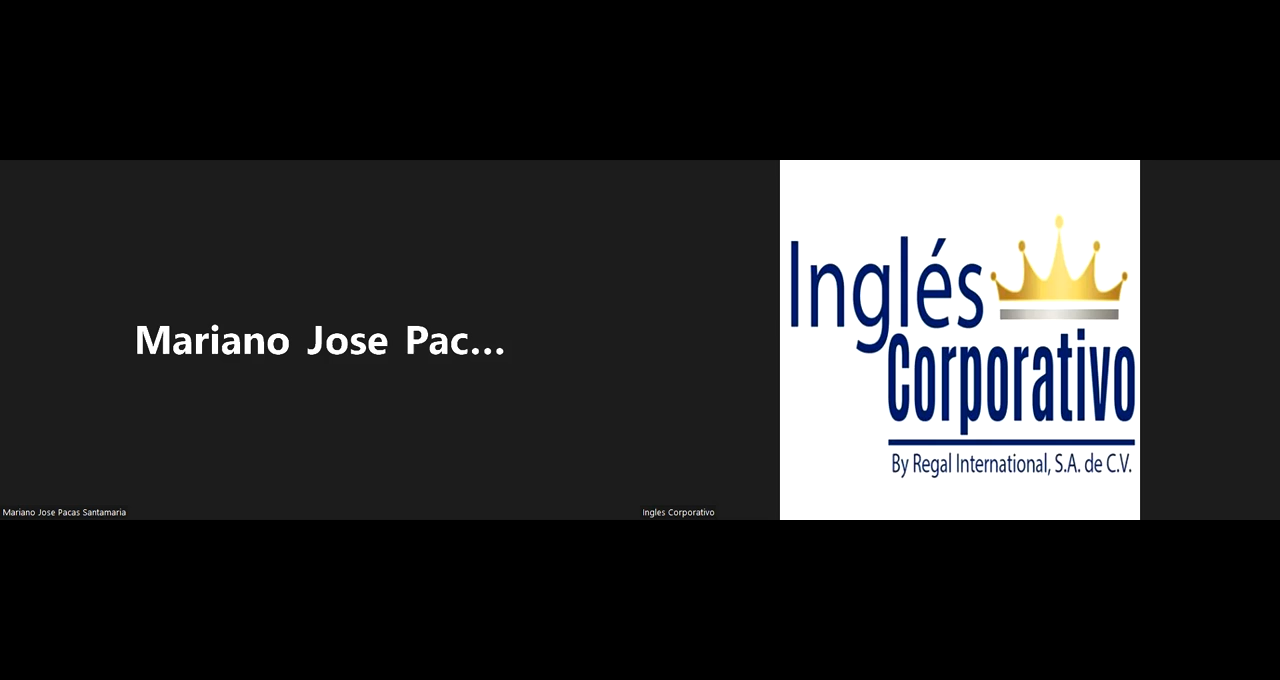 Mariano Jose Pac...
Mariano Jose Pacas Santamaria
Inglés
Corporativo
By Regal International, S.A. de C.V.
Ingles Corporativo